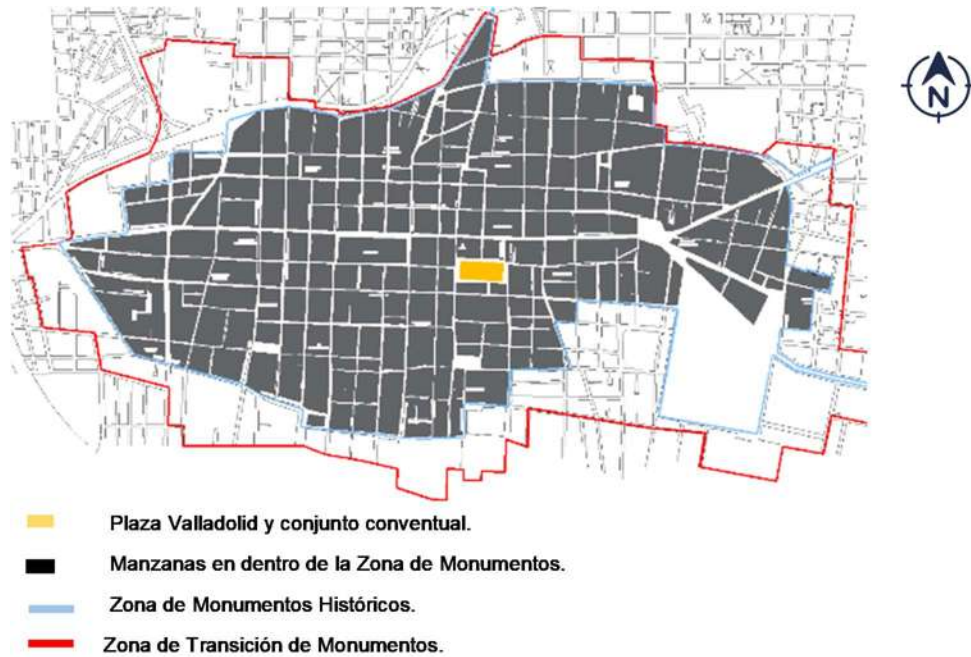 N
Plaza Valladolid y conjunto conventual.
Manzanas en dentro de la Zona de Monumentos.
Zona de Monumentos Históricos.
Zona de Transición de Monumentos.